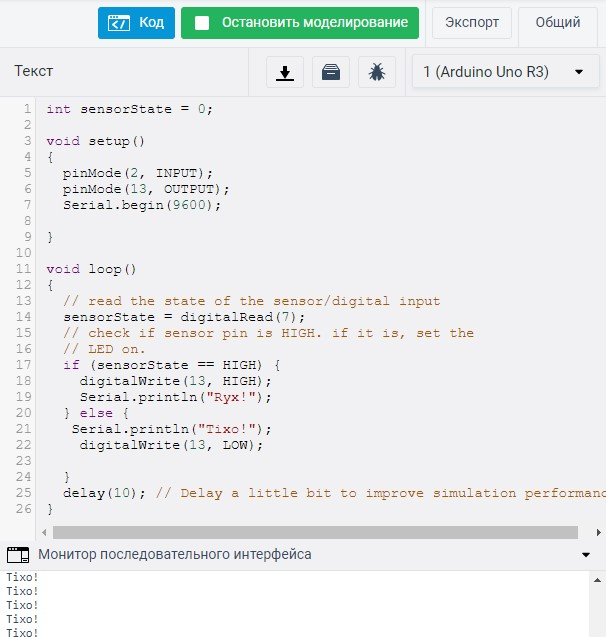 Код Остановить моделирование Экспорт Общий
Текст 1 (Arduino Uno R3)
1 int sensorState = 0;
2
3 void setup()
4 {
5 pinMode(2, INPUT);
6 pinMode(13, OUTPUT);
7 Serial.begin(9600);
8
9 }
10
11 void loop()
12 {
13 // read the state of the sensor/digital input
14 sensorState = digitalRead(7);
15 // check if sensor pin is HIGH. if it is, set the
16 // LED on.
17 if (sensorState == HIGH) {
18 digitalWrite(13, HIGH);
19 Serial.println("Ryx!");
20 } else {
21 Serial.println("Tixo!");
22 digitalWrite(13, LOW);
23
24 }
25 delay(10); // Delay a little bit to improve simulation performanc
26 }
Монитор последовательного интерфейса
Tixo!
Tixo!
Tixo!
Tixo!
Tixo!